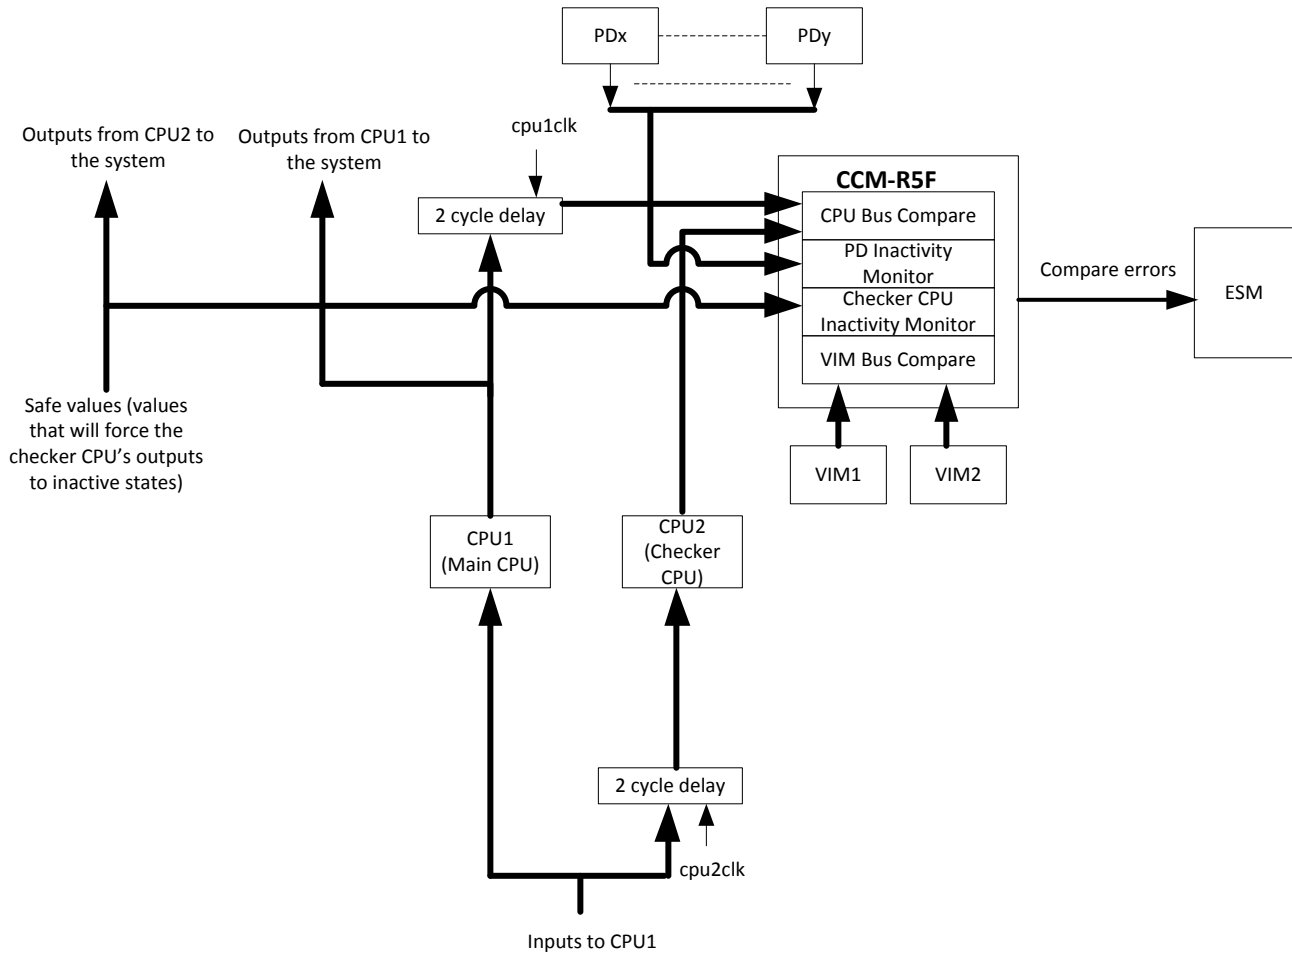 PDx
PDy
cpu1clk
Outputs from CPU2 to
the system
Outputs from CPU1 to
the system
2 cycle delay
CCM-R5F
CPU Bus Compare
PD Inactivity
Monitor
Checker CPU
Inactivity Monitor
VIM Bus Compare
Compare errors
ESM
Safe values (values
that will force the
checker CPU's outputs
to inactive states)
VIM1
VIM2
CPU1
(Main CPU)
CPU2
(Checker
CPU)
2 cycle delay
cpu2clk
Inputs to CPU1